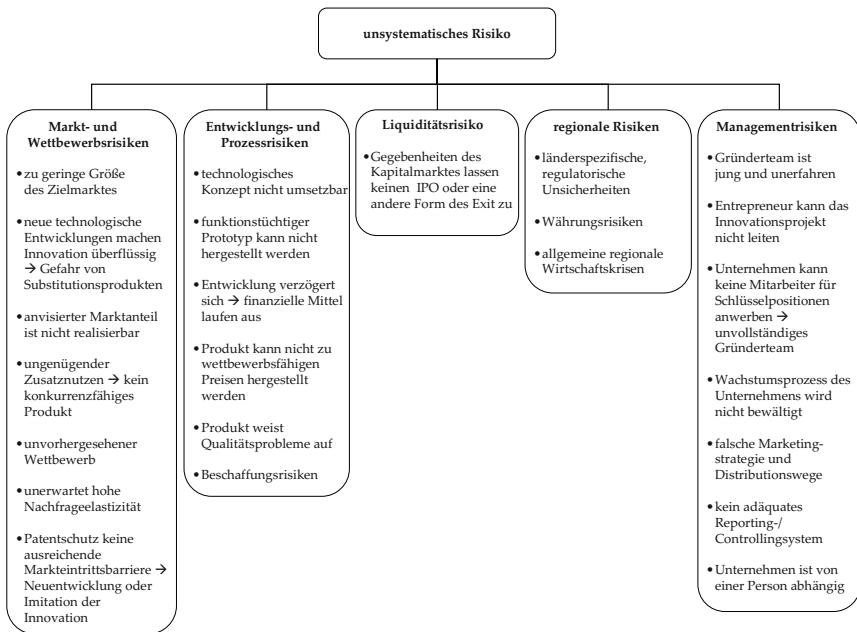 unsystematisches Risiko
Markt- und
Wettbewerbsrisiken
• zu geringe Größe
des Zielmarktes
• neue technologische
Entwicklungen machen
Innovation überflüssig
→ Gefahr von
Substitutionsprodukten
• anvisierter Marktanteil
ist nicht realisierbar
• ungenügender
Zusatznutzen → kein
konkurrenzfähiges
Produkt
• unvorhergesehener
Wettbewerb
• unerwartet hohe
Nachfrageelastizität
• Patentschutz keine
ausreichende
Markteintrittsbarriere →
Neuentwicklung oder
Imitation der
Innovation
Entwicklungs- und
Prozessrisiken
• technologisches
Konzept nicht umsetzbar
• funktionstüchtiger
Prototyp kann nicht
hergestellt werden
• Entwicklung verzögert
sich → finanzielle Mittel
laufen aus
• Produkt kann nicht zu
wettbewerbsfähigen
Preisen hergestellt
werden
• Produkt weist
Qualitätsprobleme auf
• Beschaffungsrisiken
Liquiditätsrisiko
• Gegebenheiten des
Kapitalmarktes lassen
keinen IPO oder eine
andere Form des Exit zu
regionale Risiken
• länderspezifische,
regulatorische
Unsicherheiten
• Währungsrisiken
• allgemeine regionale
Wirtschaftskrisen
Managementrisiken
• Gründerteam ist
jung und unerfahren
• Entrepreneur kann das
Innovationsprojekt
nicht leiten
• Unternehmen kann
keine Mitarbeiter für
Schlüsselpositionen
anwerben →
unvollständiges
Gründerteam
• Wachstumsprozess des
Unternehmens wird
nicht bewältigt
• falsche Marketing-
strategie und
Distributionswege
• kein adäquates
Reporting-/
Controllingsystem
• Unternehmen ist von
einer Person abhängig